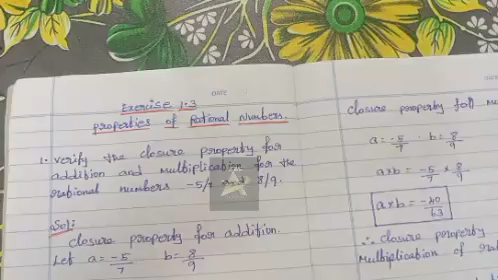 DATE
Exercise 1.3
properties of Rational Numbers.
1. Verify the closure property for
addition and multiplication for the
rational numbers -5/7 and 8/9.
Sol:
closure property for addition.
Let a = -5/7 b = 8/9
closure property for
a = -5/7 b = 8/9
a×b = -5/7 × 8/9
a×b = -40/63
∴ closure property
Multiplication of